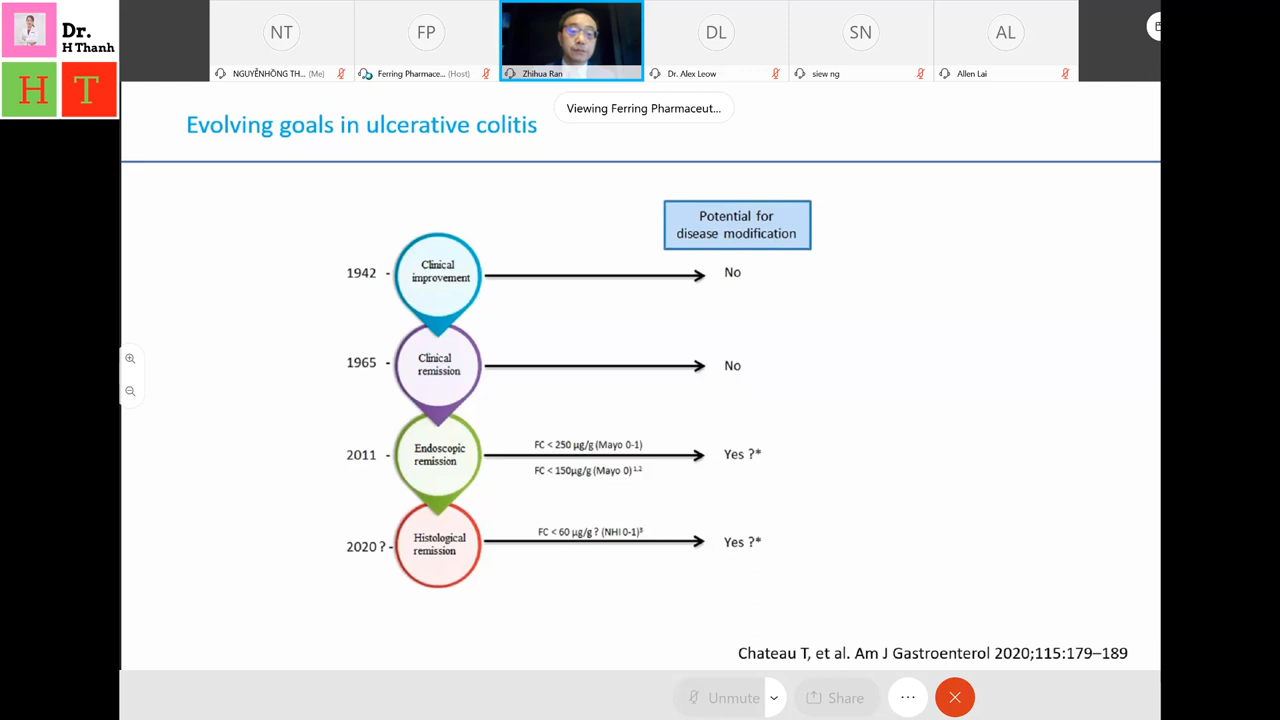 Dr.
H Thanh
H T
NT
FP
DL
SN
AL
NGUYỄNHỒNG TH... (Me)
Ferring Pharmace... (Host)
Zhihua Ran
Dr. Alex Leow
siew ng
Allen Lai
Viewing Ferring Pharmaceut...
Evolving goals in ulcerative colitis
Potential for
disease modification
1942 -
Clinical
improvement
No
1965 -
Clinical
remission
No
2011 -
Endoscopic
remission
FC < 250 µg/g (Mayo 0-1)
FC < 150µg/g (Mayo 0) 1,2
Yes ?*
2020 ? -
Histological
remission
FC < 60 µg/g ? (NHI 0-1)³
Yes ?*
Chateau T, et al. Am J Gastroenterol 2020;115:179–189
Unmute
Share